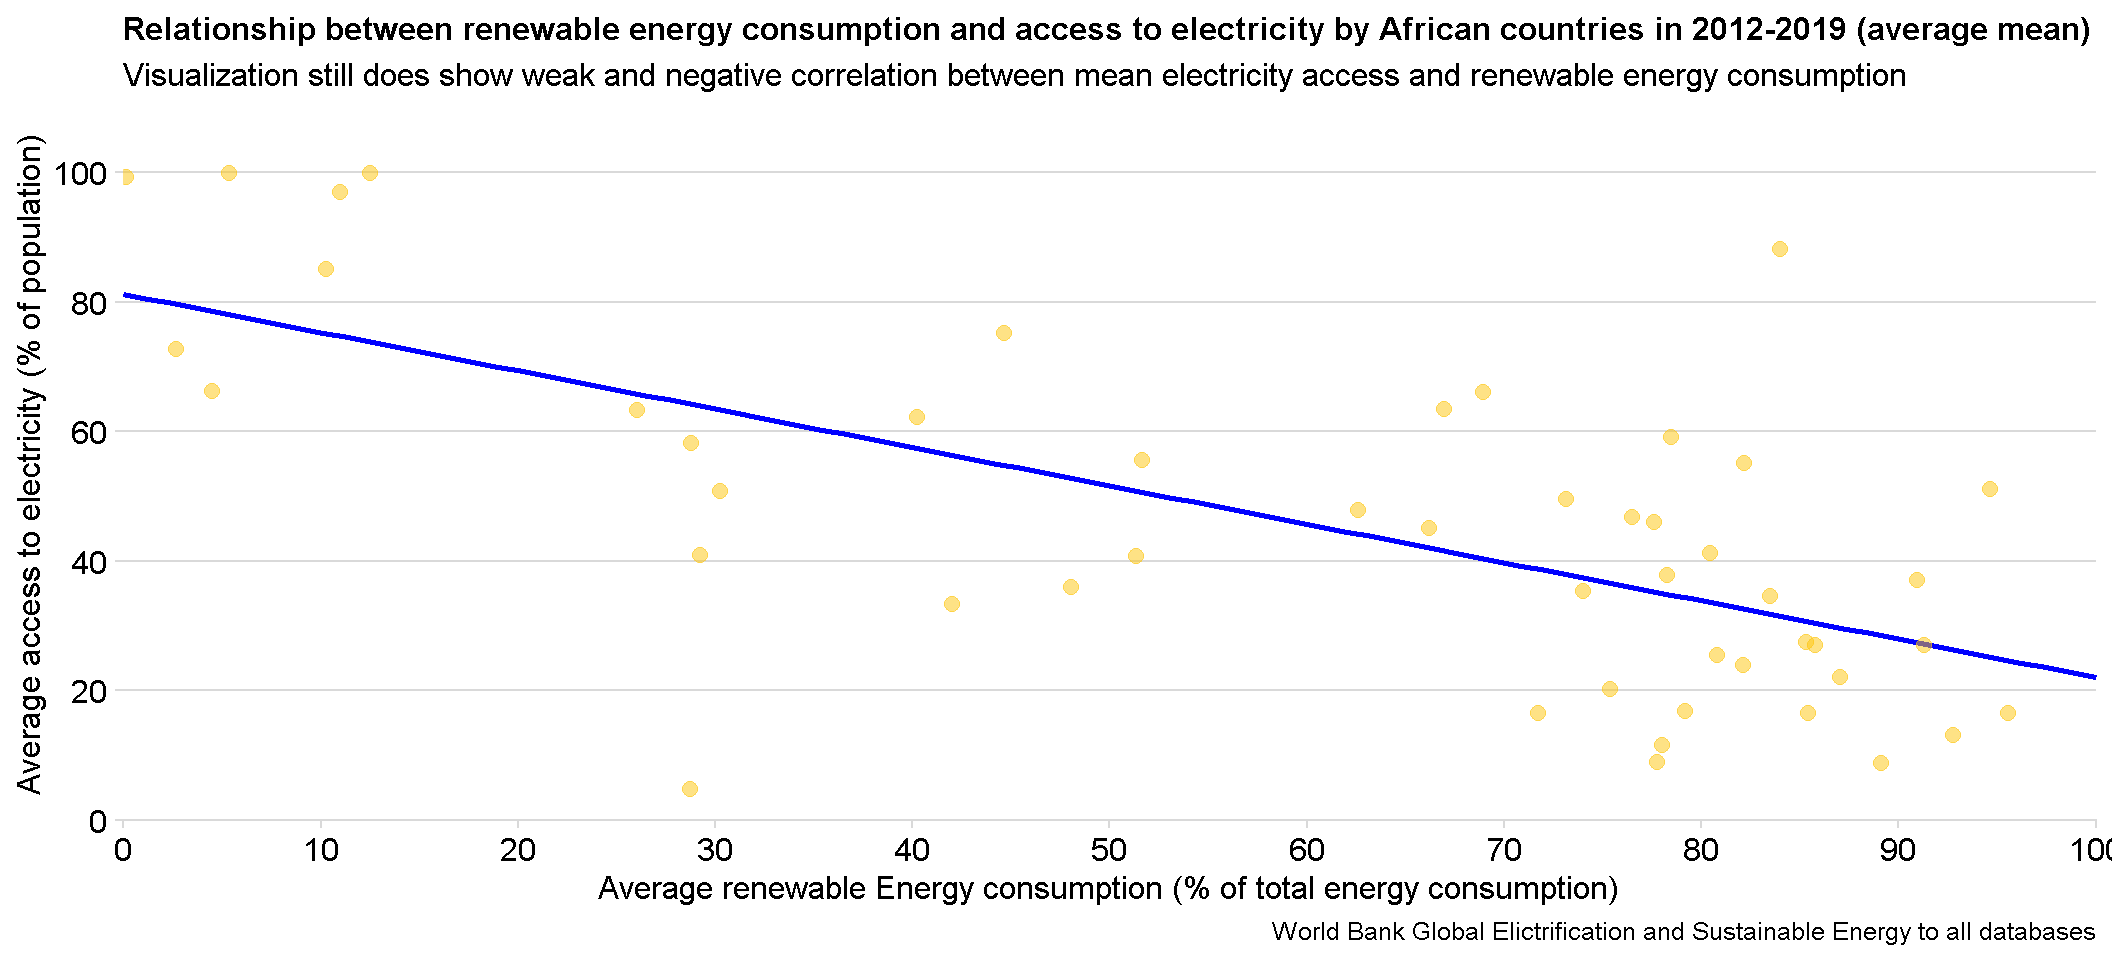 Relationship between renewable energy consumption and access to electricity by African countries in 2012-2019 (average mean)
Visualization still does show weak and negative correlation between mean electricity access and renewable energy consumption
Average access to electricity (% of population)
100
80
60
40
20
0
0 10 20 30 40 50 60 70 80 90 100
Average renewable Energy consumption (% of total energy consumption)
World Bank Global Elictrification and Sustainable Energy to all databases